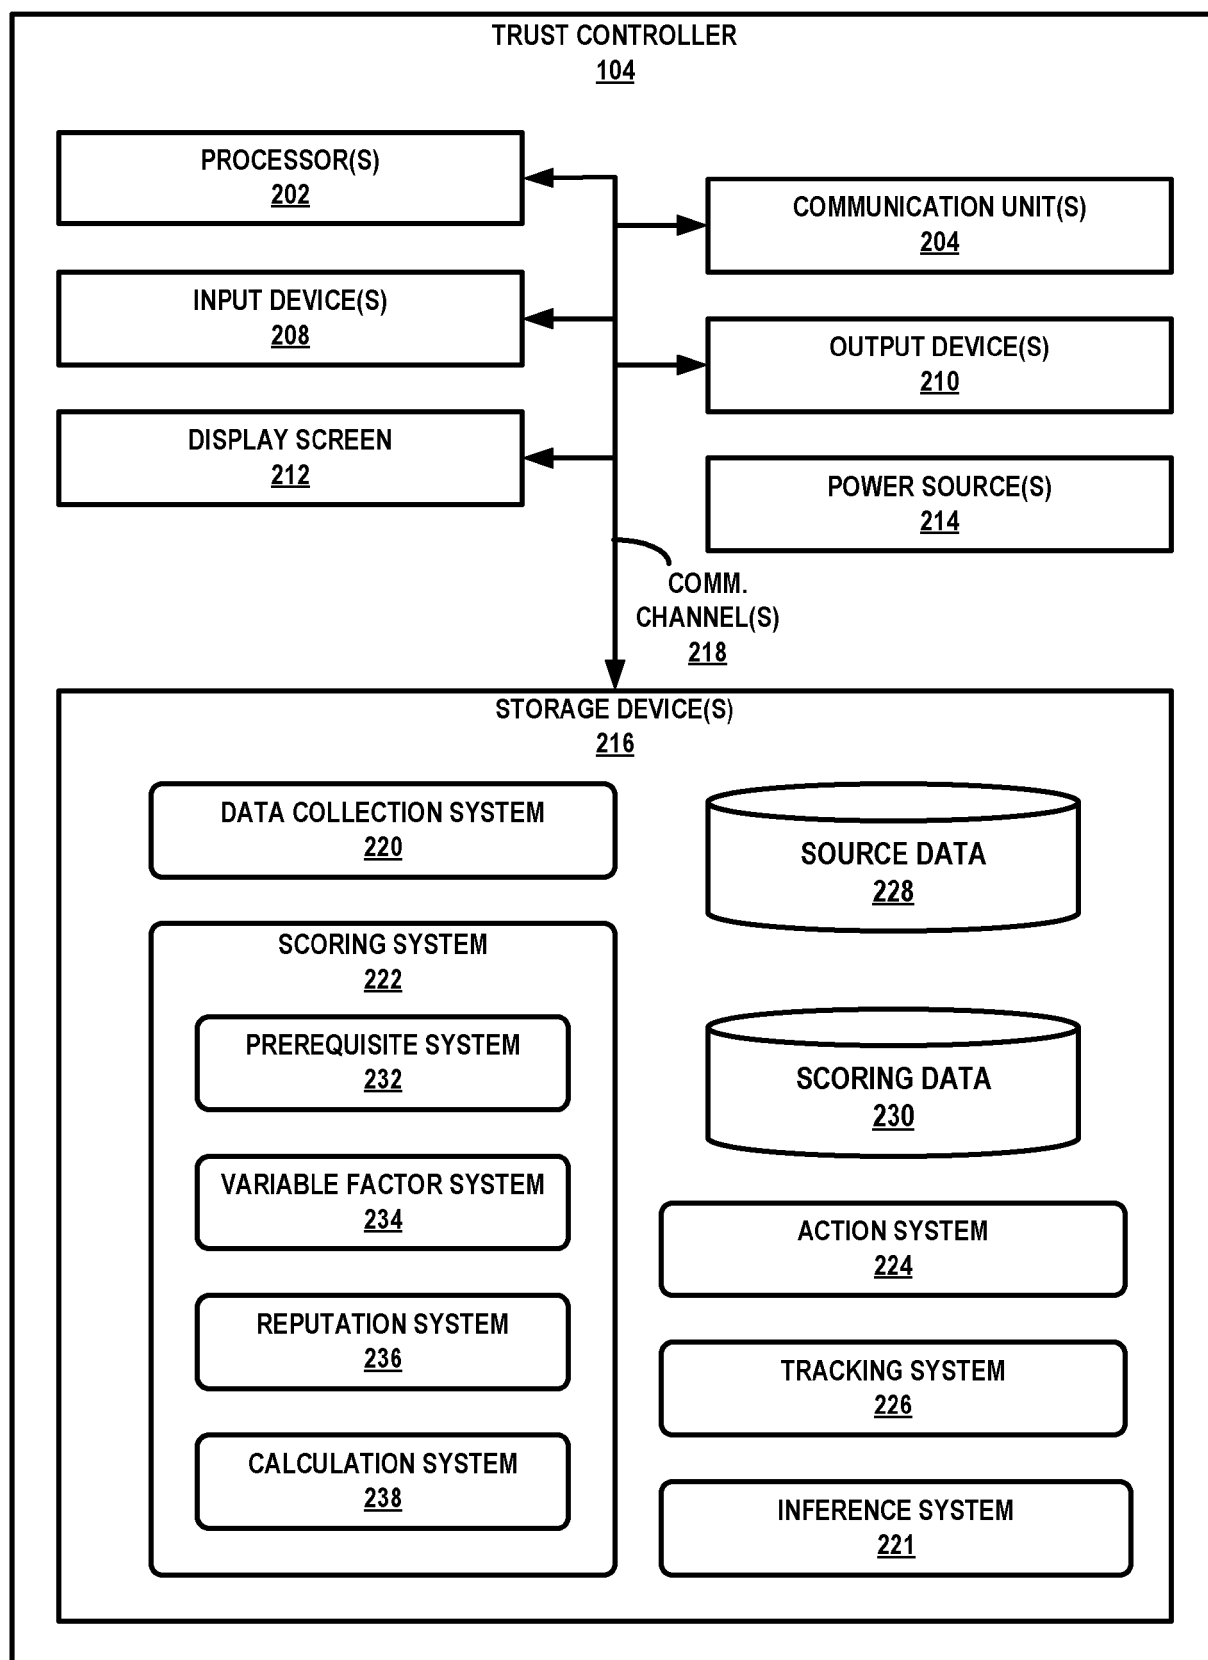 TRUST CONTROLLER
104
PROCESSOR(S)
202
COMMUNICATION UNIT(S)
204
INPUT DEVICE(S)
208
OUTPUT DEVICE(S)
210
DISPLAY SCREEN
212
POWER SOURCE(S)
214
COMM.
CHANNEL(S)
218
STORAGE DEVICE(S)
216
DATA COLLECTION SYSTEM
220
SCORING SYSTEM
222
PREREQUISITE SYSTEM
232
VARIABLE FACTOR SYSTEM
234
REPUTATION SYSTEM
236
CALCULATION SYSTEM
238
SOURCE DATA
228
SCORING DATA
230
ACTION SYSTEM
224
TRACKING SYSTEM
226
INFERENCE SYSTEM
221